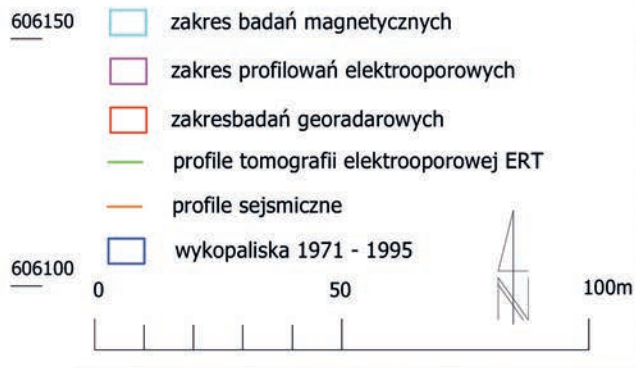 606150
zakres badań magnetycznych
zakres profilowań elektrooporowych
zakresbadań georadarowych
profile tomografii elektrooporowej ERT
profile sejsmiczne
wykopaliska 1971 - 1995
606100
0 50 100m
N